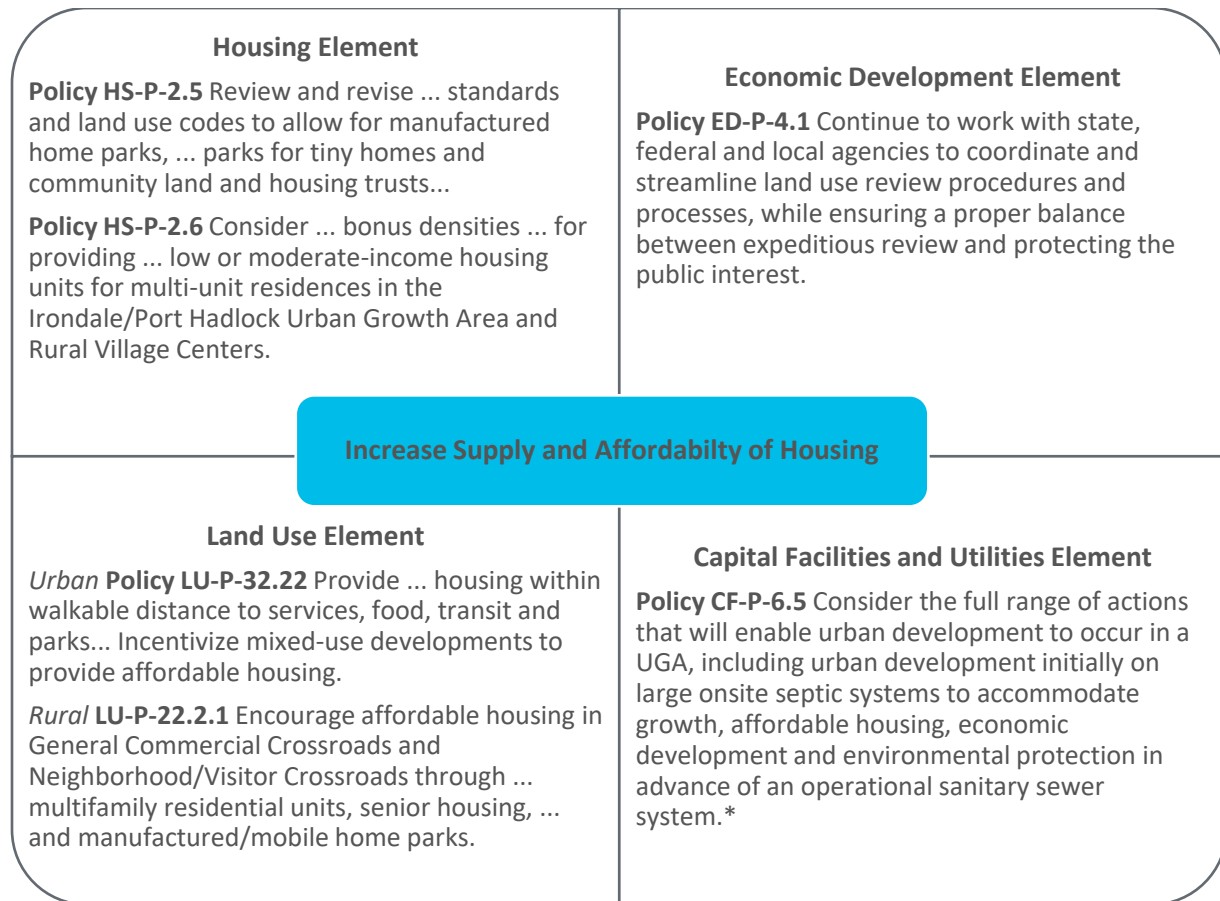 Housing Element
Policy HS-P-2.5 Review and revise ... standards
and land use codes to allow for manufactured
home parks, ... parks for tiny homes and
community land and housing trusts...
Policy HS-P-2.6 Consider ... bonus densities ... for
providing ... low or moderate-income housing
units for multi-unit residences in the
Irondale/Port Hadlock Urban Growth Area and
Rural Village Centers.
Economic Development Element
Policy ED-P-4.1 Continue to work with state,
federal and local agencies to coordinate and
streamline land use review procedures and
processes, while ensuring a proper balance
between expeditious review and protecting the
public interest.
Increase Supply and Affordabilty of Housing
Land Use Element
Urban Policy LU-P-32.22 Provide ... housing within
walkable distance to services, food, transit and
parks... Incentivize mixed-use developments to
provide affordable housing.
Rural LU-P-22.2.1 Encourage affordable housing in
General Commercial Crossroads and
Neighborhood/Visitor Crossroads through ...
multifamily residential units, senior housing, ...
and manufactured/mobile home parks.
Capital Facilities and Utilities Element
Policy CF-P-6.5 Consider the full range of actions
that will enable urban development to occur in a
UGA, including urban development initially on
large onsite septic systems to accommodate
growth, affordable housing, economic
development and environmental protection in
advance of an operational sanitary sewer
system.*